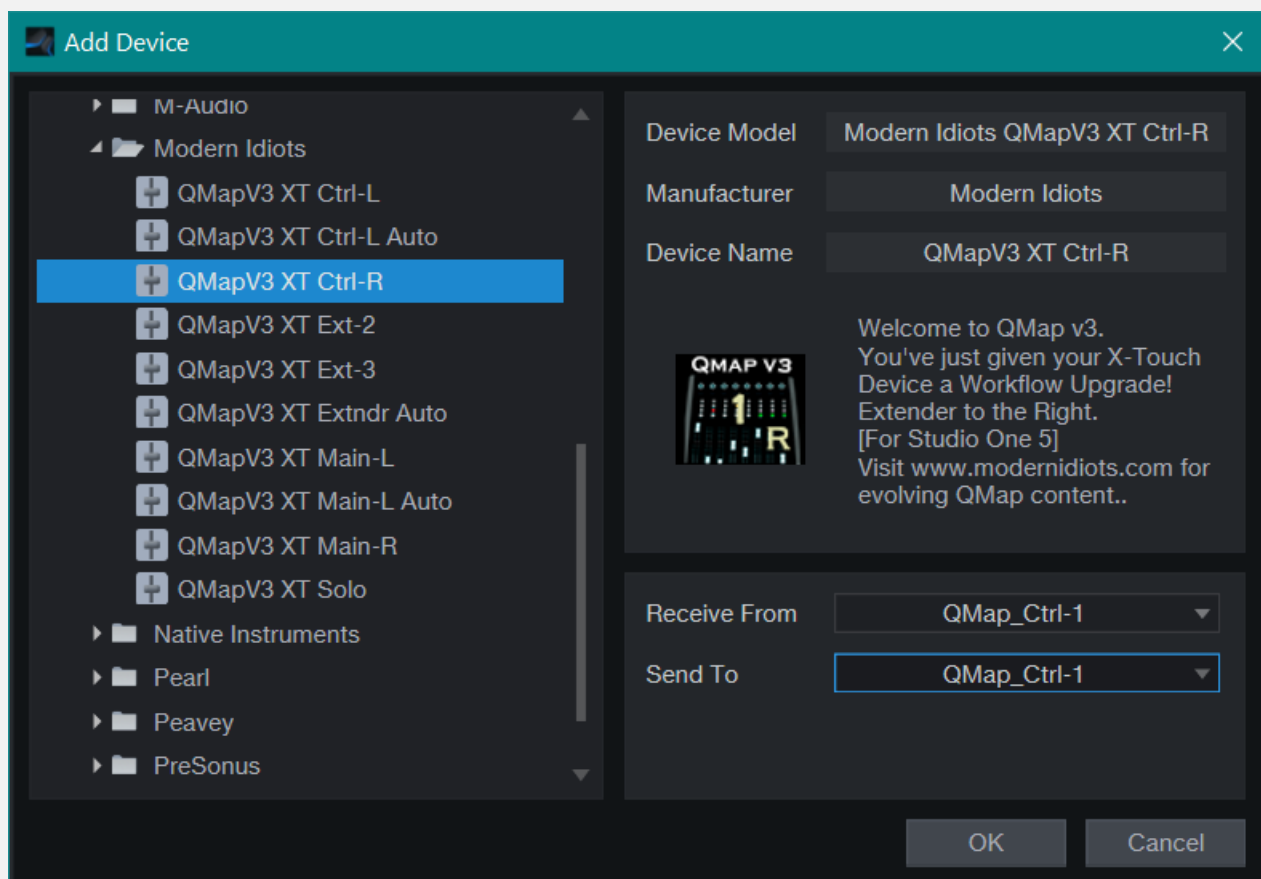 Add Device
M-Audio
Modern Idiots
QMapV3 XT Ctrl-L
QMapV3 XT Ctrl-L Auto
QMapV3 XT Ctrl-R
QMapV3 XT Ext-2
QMapV3 XT Ext-3
QMapV3 XT Extndr Auto
QMapV3 XT Main-L
QMapV3 XT Main-L Auto
QMapV3 XT Main-R
QMapV3 XT Solo
Native Instruments
Pearl
Peavey
PreSonus
Device Model Modern Idiots QMapV3 XT Ctrl-R
Manufacturer Modern Idiots
Device Name QMapV3 XT Ctrl-R
QMAP V3
1
R
Welcome to QMap v3.
You've just given your X-Touch
Device a Workflow Upgrade!
Extender to the Right.
[For Studio One 5]
Visit www.modernidiots.com for
evolving QMap content..
Receive From QMap_Ctrl-1
Send To QMap_Ctrl-1
OK Cancel